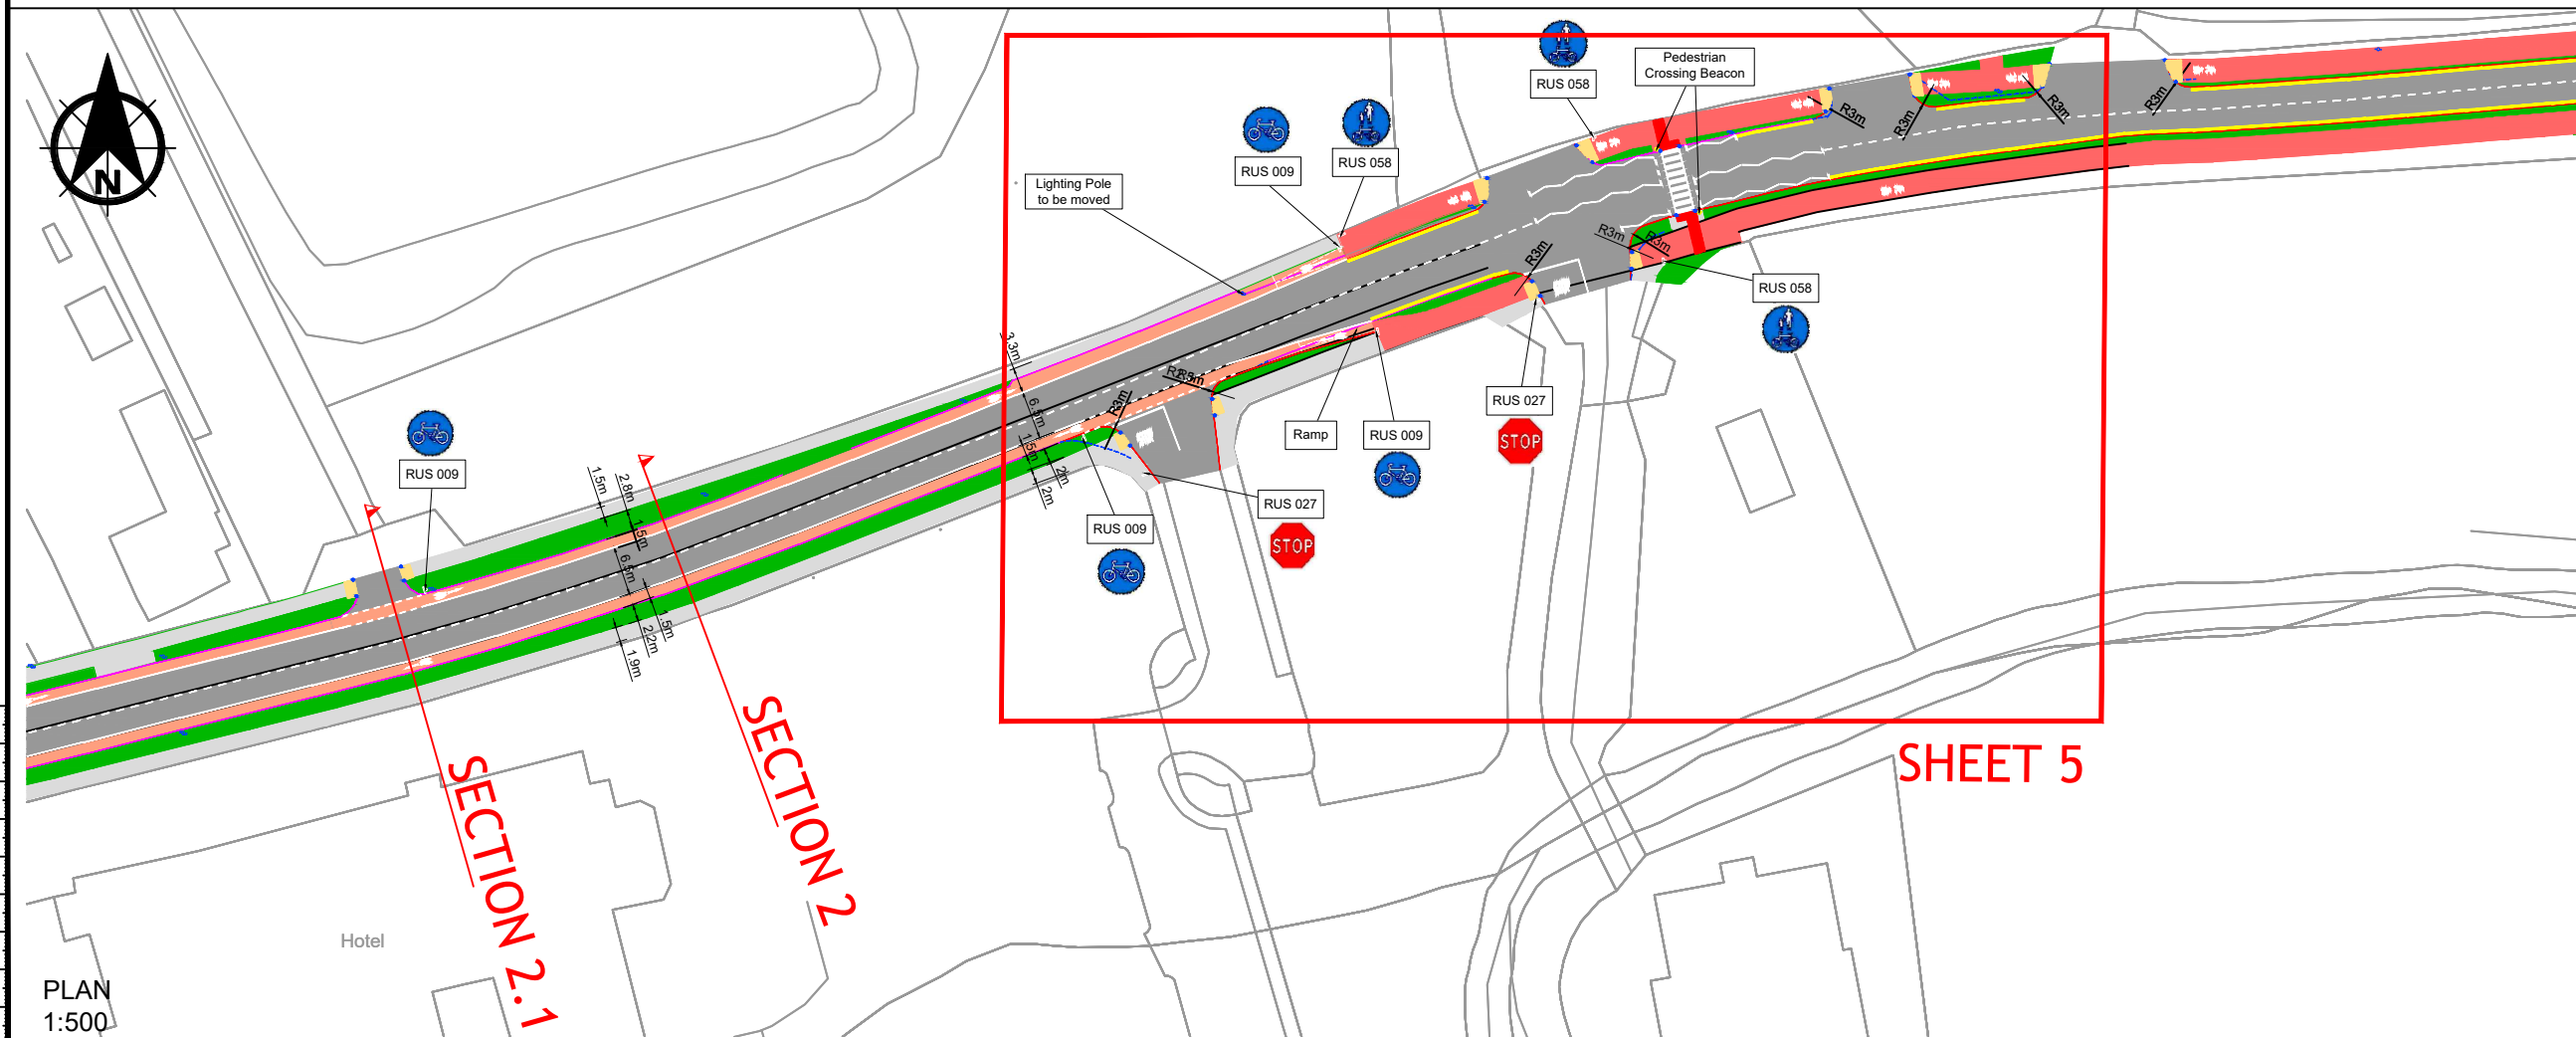 RUS 058
Pedestrian
Crossing Beacon
RUS 009
RUS 058
Lighting Pole
to be moved
R3m
R3m
R3m
R3m
R3m
R3m
R3m
RUS 058
3.3m
R3m
6.5m
1.5m
2m
2m
RUS 027
STOP
Ramp
RUS 009
RUS 027
STOP
RUS 009
RUS 009
1.5m
2.8m
1.5m
6.5m
1.5m
2.2m
1.9m
N
SECTION 2
SECTION 2.1
SHEET 5
Hotel
PLAN
1:500